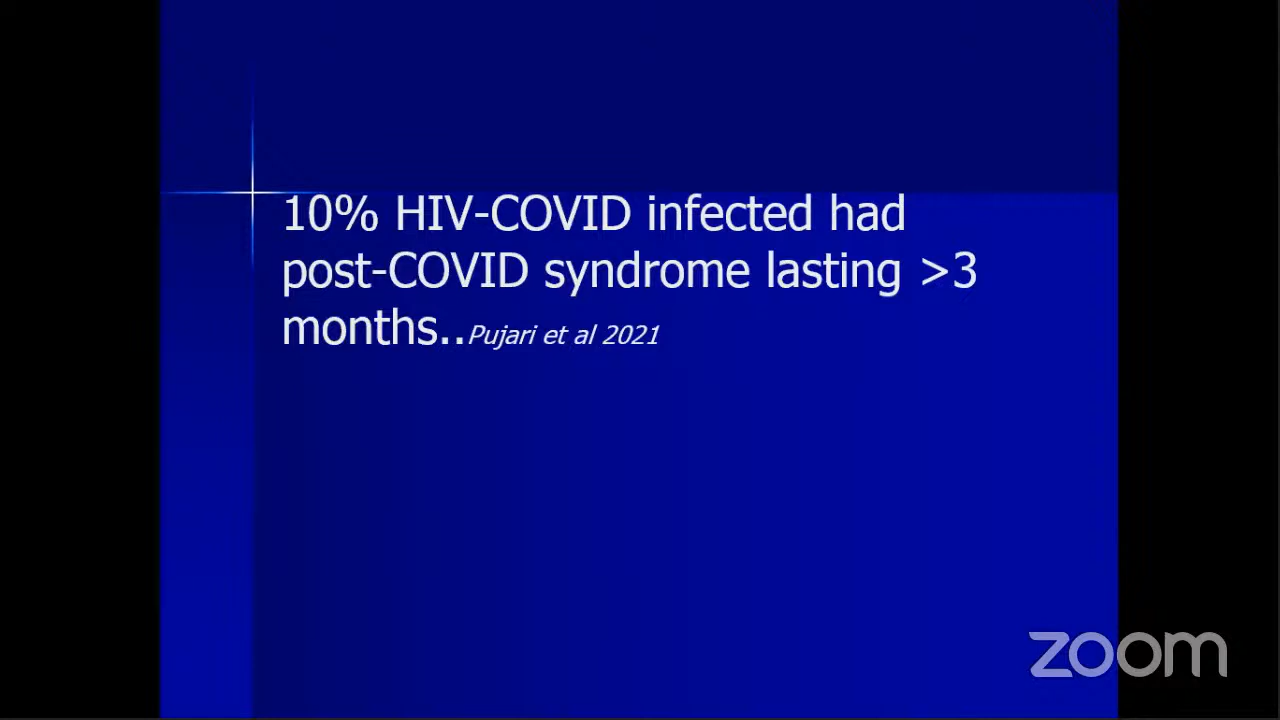 10% HIV-COVID infected had
post-COVID syndrome lasting >3
months..Pujari et al 2021
zoom